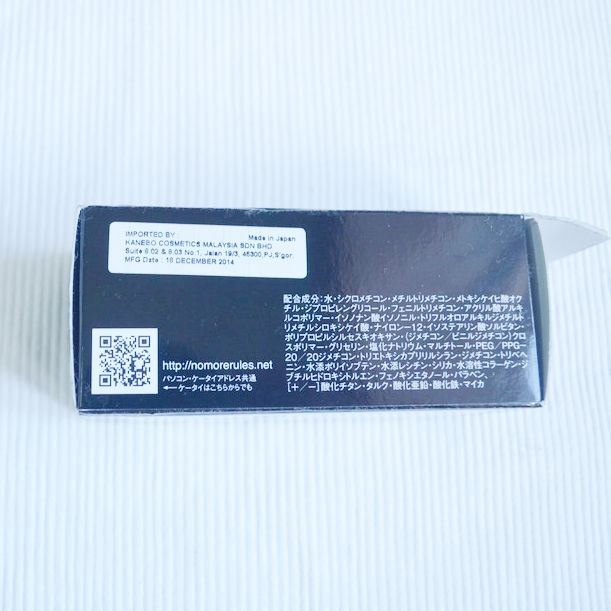 IMPORTED BY Made in Japan
KANEBO COSMETICS MALAYSIA SDN BHD
Suite 8.02 & 8.03 No.1, Jalan 19/3, 46300,PJ,S'gor
MFG Date : 16 DECEMBER 2014
http://nomorerules.net
パソコン・ケータイアドレス共通
←ケータイはこちらからでも
配合成分:水・シクロメチコン・メチルトリメチコン・メトキシケイヒ酸オク
チル・ジプロピレングリコール・フェニルトリメチコン・アクリル酸アルキ
ルコポリマー・イソノナン酸イソノニル・トリフルオロアルキルジメチルト
リメチルシロキシケイ酸・ナイロン-12・イソステアリン酸ソルビタン・
ポリプロピルシルセスキオキサン・(ジメチコン/ビニルジメチコン)クロ
スポリマー・グリセリン・塩化ナトリウム・マルチトール・PEG/PPG-
20/20ジメチコン・トリエトキシカプリリルシラン・ジメチコン・トリベヘ
ニン・水添ポリイソブテン・水添レシチン・シリカ・水溶性コラーゲン・ジ
ブチルヒドロキシトルエン・フェノキシエタノール・パラベン、
[+/-]酸化チタン・タルク・酸化亜鉛・酸化鉄・マイカ